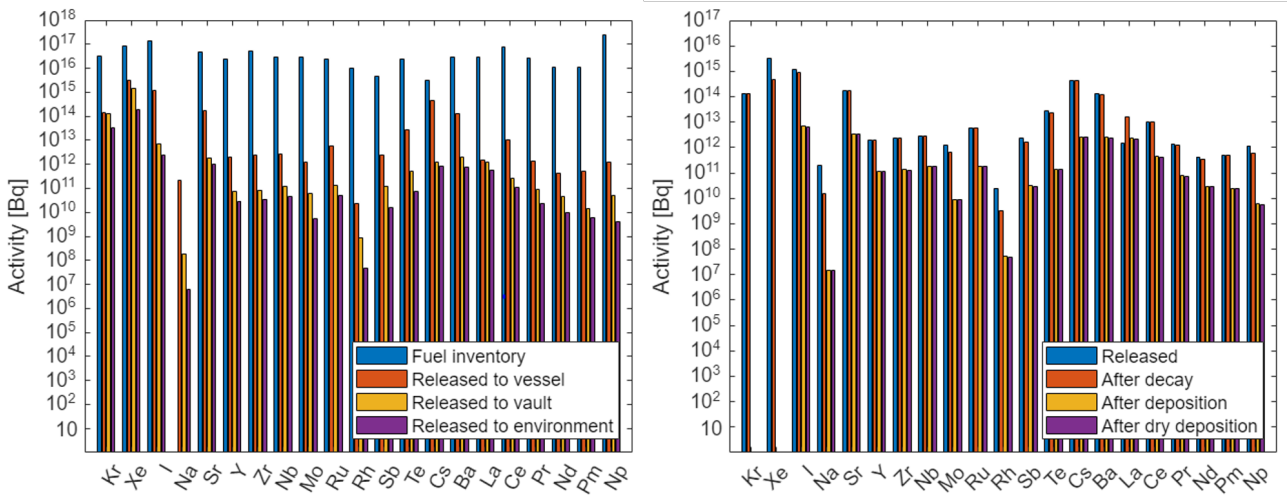 10^18
10^17
10^16
10^15
10^14
10^13
10^12
10^11
10^10
10^9
10^8
10^7
10^6
10^5
10^4
10^3
10^2
10
Activity [Bq]
Fuel inventory
Released to vessel
Released to vault
Released to environment
Kr Xe I Na Sr Y Zr Nb Mo Ru Rh Sb Te Cs Ba La Ce Pr Nd Pm Np
10^17
10^16
10^15
10^14
10^13
10^12
10^11
10^10
10^9
10^8
10^7
10^6
10^5
10^4
10^3
10^2
10
Activity [Bq]
Released
After decay
After deposition
After dry deposition
Kr Xe I Na Sr Y Zr Nb Mo Ru Rh Sb Te Cs Ba La Ce Pr Nd Pm Np